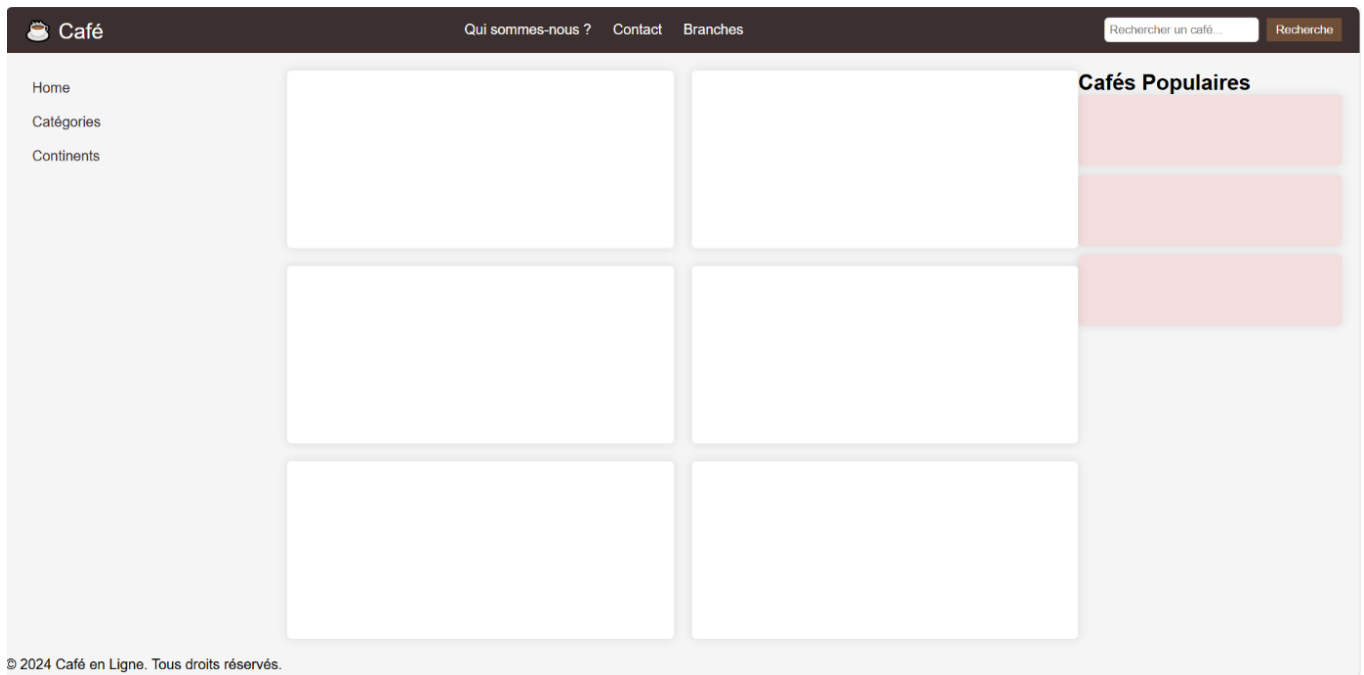 Café
Qui sommes-nous ? Contact Branches
Rechercher un café...
Recherche
Home
Catégories
Continents
Cafés Populaires
© 2024 Café en Ligne. Tous droits réservés.